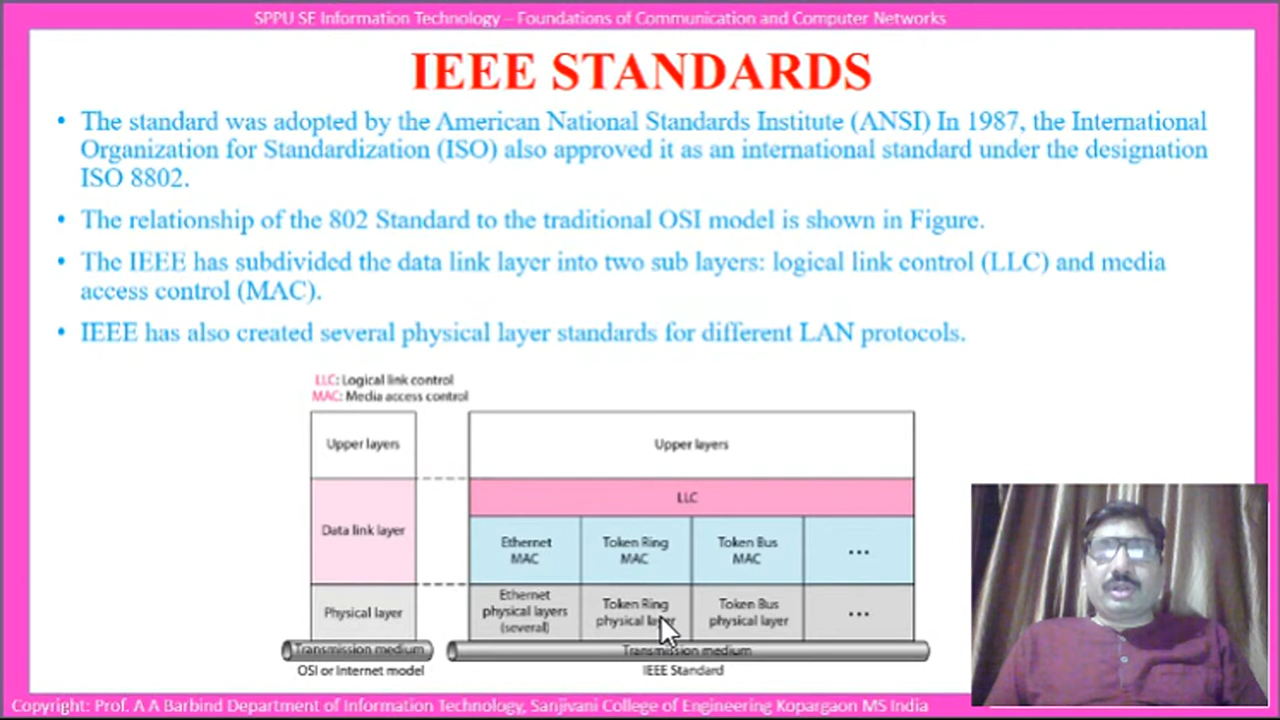 SPPU SE Information Technology – Foundations of Communication and Computer Networks
IEEE STANDARDS
• The standard was adopted by the American National Standards Institute (ANSI) In 1987, the International
Organization for Standardization (ISO) also approved it as an international standard under the designation
ISO 8802.
• The relationship of the 802 Standard to the traditional OSI model is shown in Figure.
• The IEEE has subdivided the data link layer into two sub layers: logical link control (LLC) and media
access control (MAC).
• IEEE has also created several physical layer standards for different LAN protocols.
LLC: Logical link control
MAC: Media access control
Upper layers
Data link layer
Physical layer
Transmission medium
OSI or Internet model
Upper layers
LLC
Ethernet
MAC
Token Ring
MAC
Token Bus
MAC
...
Ethernet
physical layers
(several)
Token Ring
physical layer
Token Bus
physical layer
...
Transmission medium
IEEE Standard
Copyright: Prof. A A Barbind Department of Information Technology, Sanjivani College of Engineering Kopargaon MS India